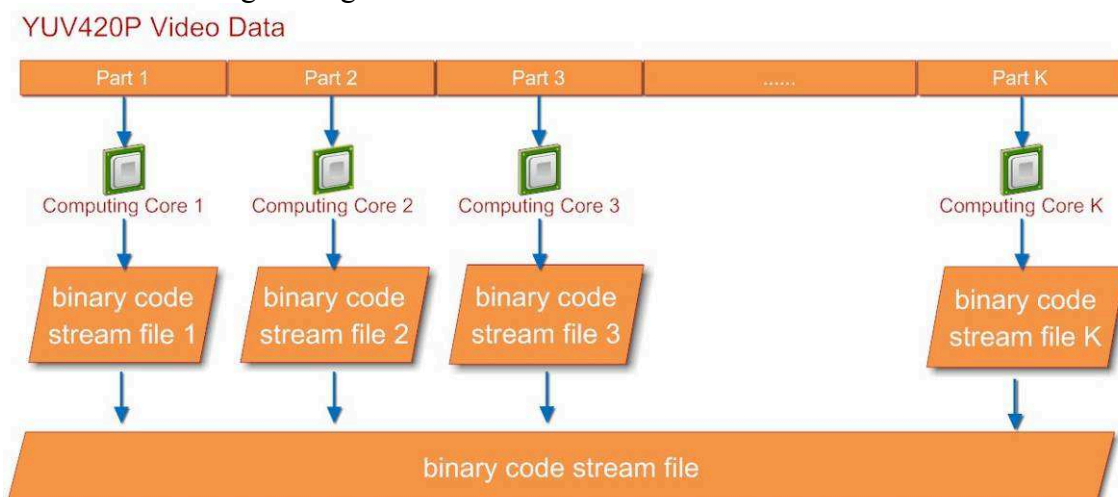 YUV420P Video Data
Part 1 Part 2 Part 3 ...... Part K
Computing Core 1 Computing Core 2 Computing Core 3 Computing Core K
binary code binary code binary code binary code
stream file 1 stream file 2 stream file 3 stream file K
binary code stream file